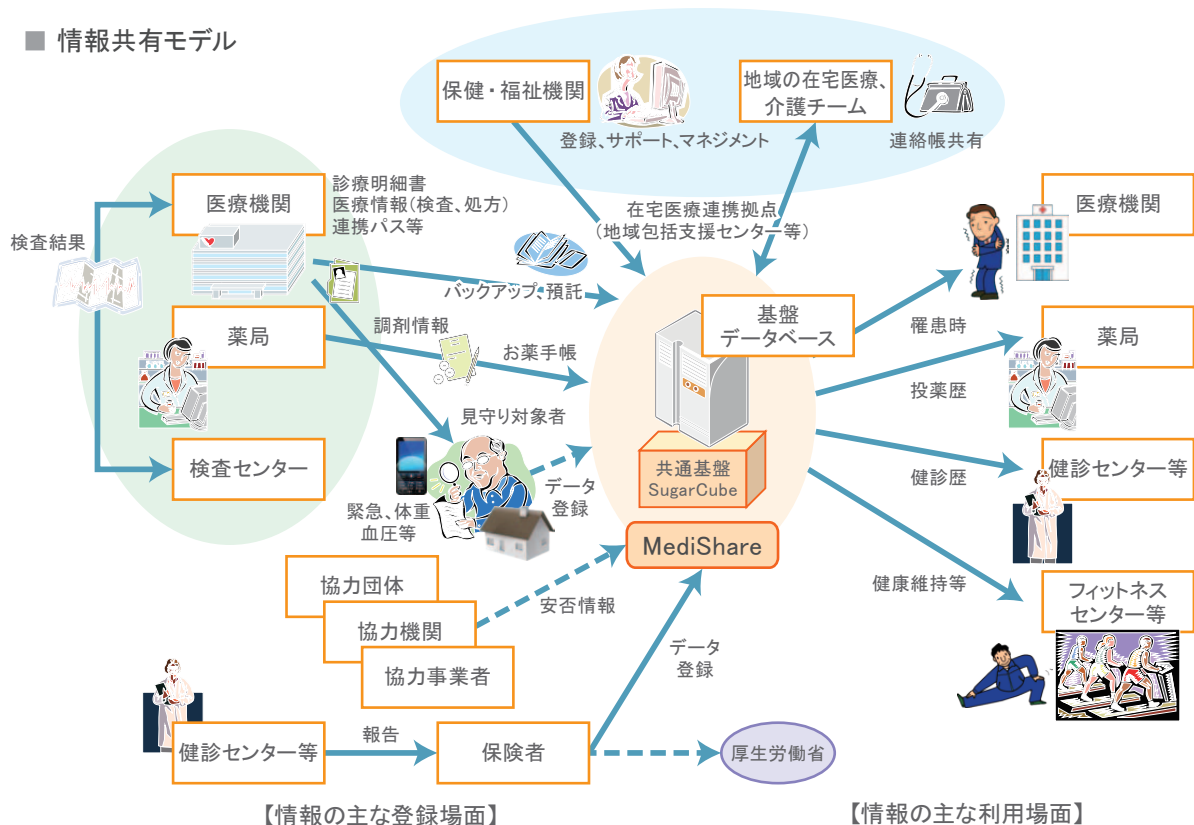 ■ 情報共有モデル
保健・福祉機関
登録、サポート、マネジメント
地域の在宅医療、
介護チーム
連絡帳共有
在宅医療連携拠点
(地域包括支援センター等)
検査結果
医療機関
診療明細書
医療情報(検査、処方)
連携パス等
バックアップ、預託
薬局
調剤情報
お薬手帳
検査センター
見守り対象者
緊急、体重
血圧等
データ
登録
基盤
データベース
共通基盤
SugarCube
MediShare
協力団体
協力機関
協力事業者
安否情報
データ
登録
健診センター等
報告
保険者
厚生労働省
医療機関
罹患時
薬局
投薬歴
健診センター等
健診歴
フィットネス
センター等
健康維持等
【情報の主な登録場面】
【情報の主な利用場面】